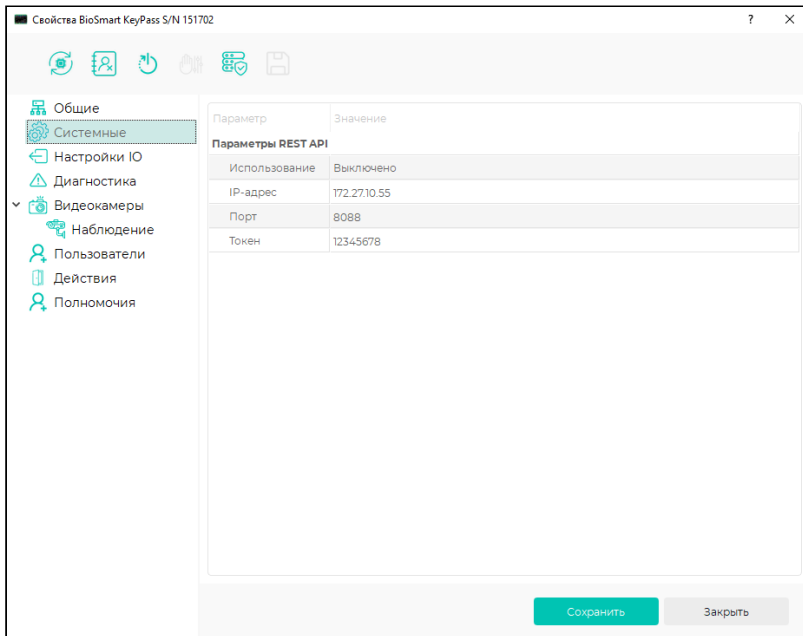 Свойства BioSmart KeyPass S/N 151702
?
Общие
Системные
Настройки IO
Диагностика
Видеокамеры
Наблюдение
Пользователи
Действия
Полномочия
Параметр Значение
Параметры REST API
Использование Выключено
IP-адрес 172.27.10.55
Порт 8088
Токен 12345678
Сохранить Закрыть